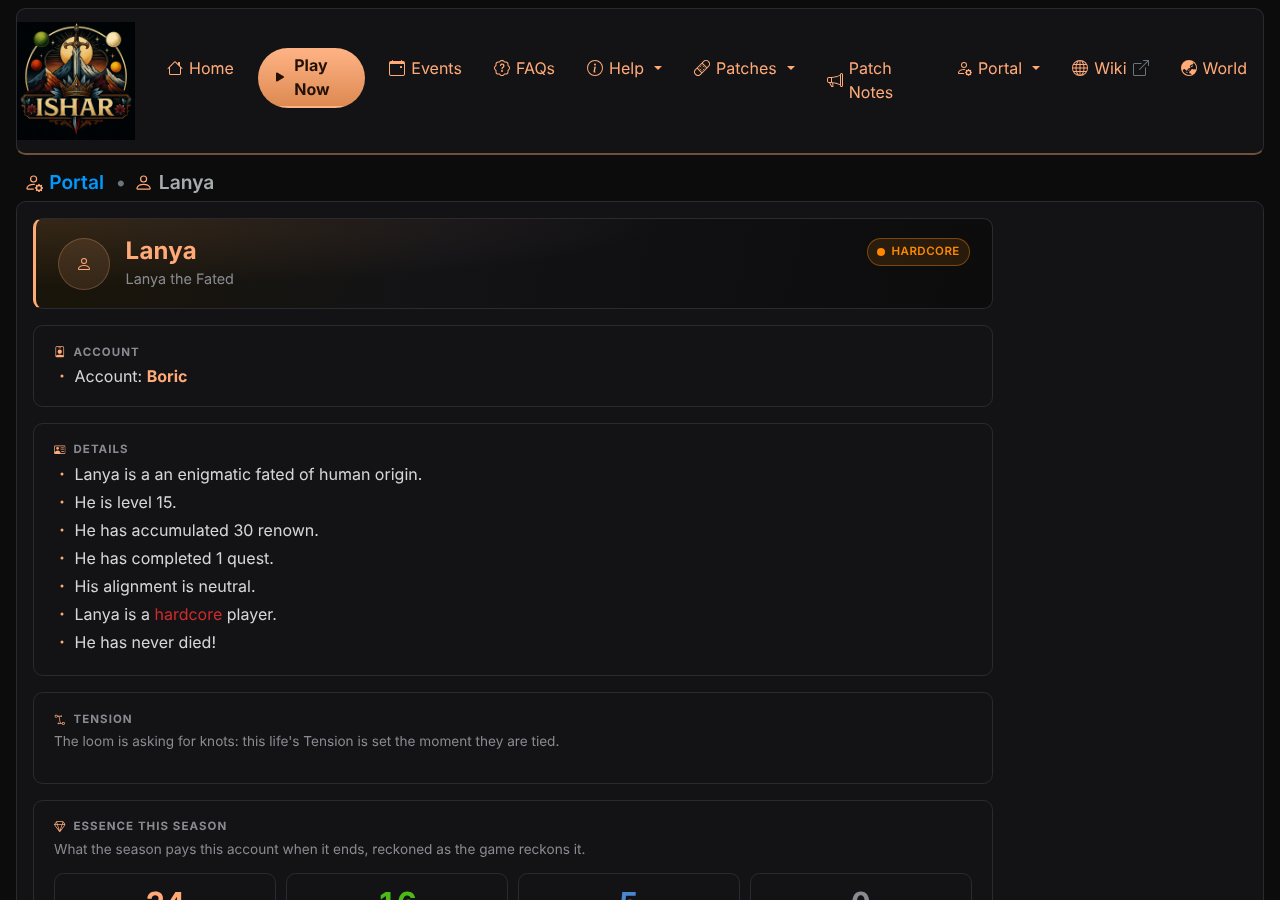 ISHAR
Home
Play Now
Events
FAQs
Help
Patches
Patch Notes
Portal
Wiki
World
Portal • Lanya
Lanya
Lanya the Fated
HARDCORE
ACCOUNT
Account: Boric
DETAILS
Lanya is a an enigmatic fated of human origin.
He is level 15.
He has accumulated 30 renown.
He has completed 1 quest.
His alignment is neutral.
Lanya is a hardcore player.
He has never died!
TENSION
The loom is asking for knots: this life's Tension is set the moment they are tied.
ESSENCE THIS SEASON
What the season pays this account when it ends, reckoned as the game reckons it.